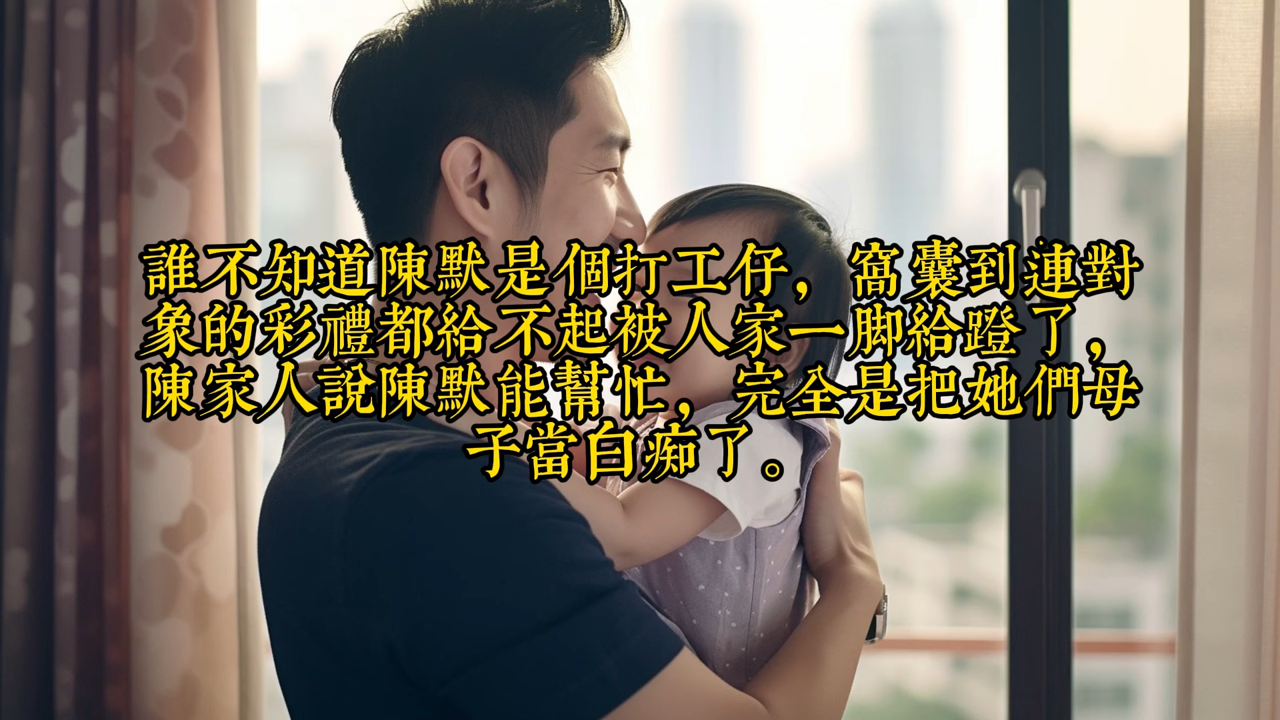 誰不知道陳默是個打工仔，窩囊到連對
象的彩禮都給不起被人家一脚給蹬了，
陳家人說陳默能幫忙，完全是把她們母
子當白痴了。